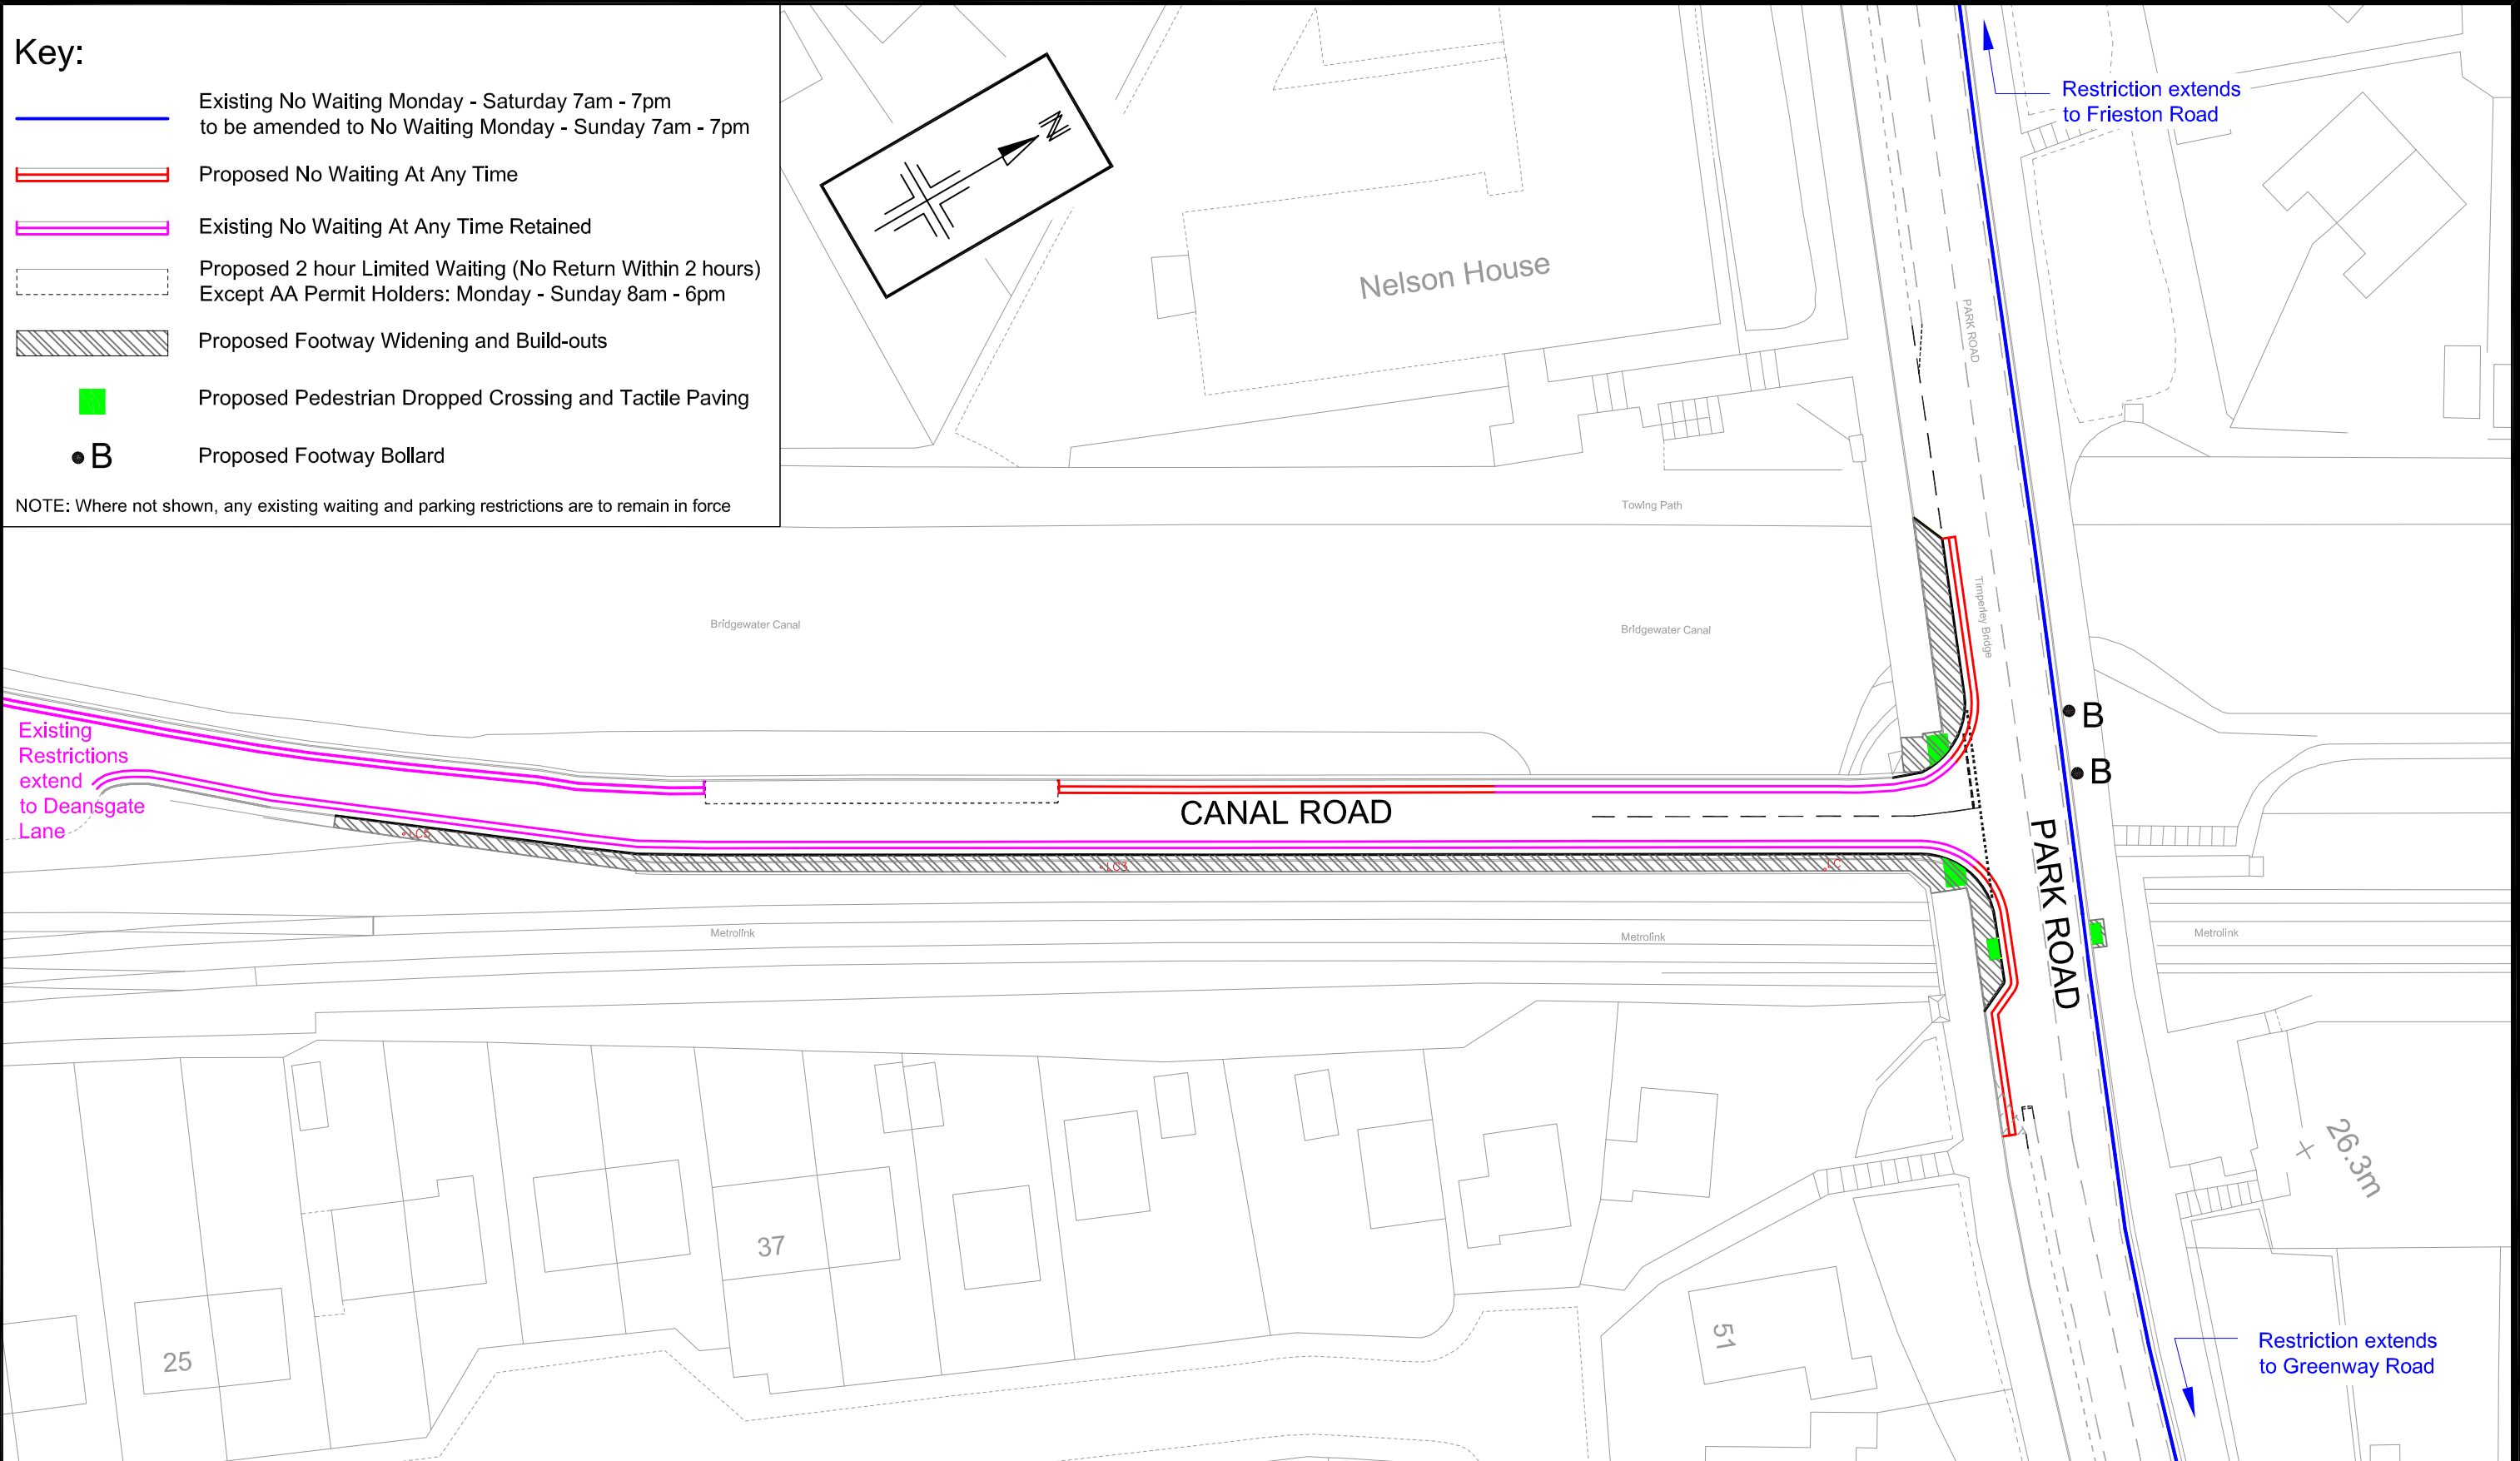 Key:
Existing No Waiting Monday - Saturday 7am - 7pm
to be amended to No Waiting Monday - Sunday 7am - 7pm
Proposed No Waiting At Any Time
Existing No Waiting At Any Time Retained
Proposed 2 hour Limited Waiting (No Return Within 2 hours)
Except AA Permit Holders: Monday - Sunday 8am - 6pm
Proposed Footway Widening and Build-outs
Proposed Pedestrian Dropped Crossing and Tactile Paving
B
Proposed Footway Bollard
NOTE: Where not shown, any existing waiting and parking restrictions are to remain in force
N
Nelson House
Restriction extends
to Frieston Road
PARK ROAD
Towing Path
Timperley Bridge
Bridgewater Canal
Bridgewater Canal
B
B
Existing
Restrictions
extend
to Deansgate
Lane
CANAL ROAD
PARK ROAD
LC5
LC3
LC
Metrolink
Metrolink
Metrolink
26.3m
37
25
51
Restriction extends
to Greenway Road